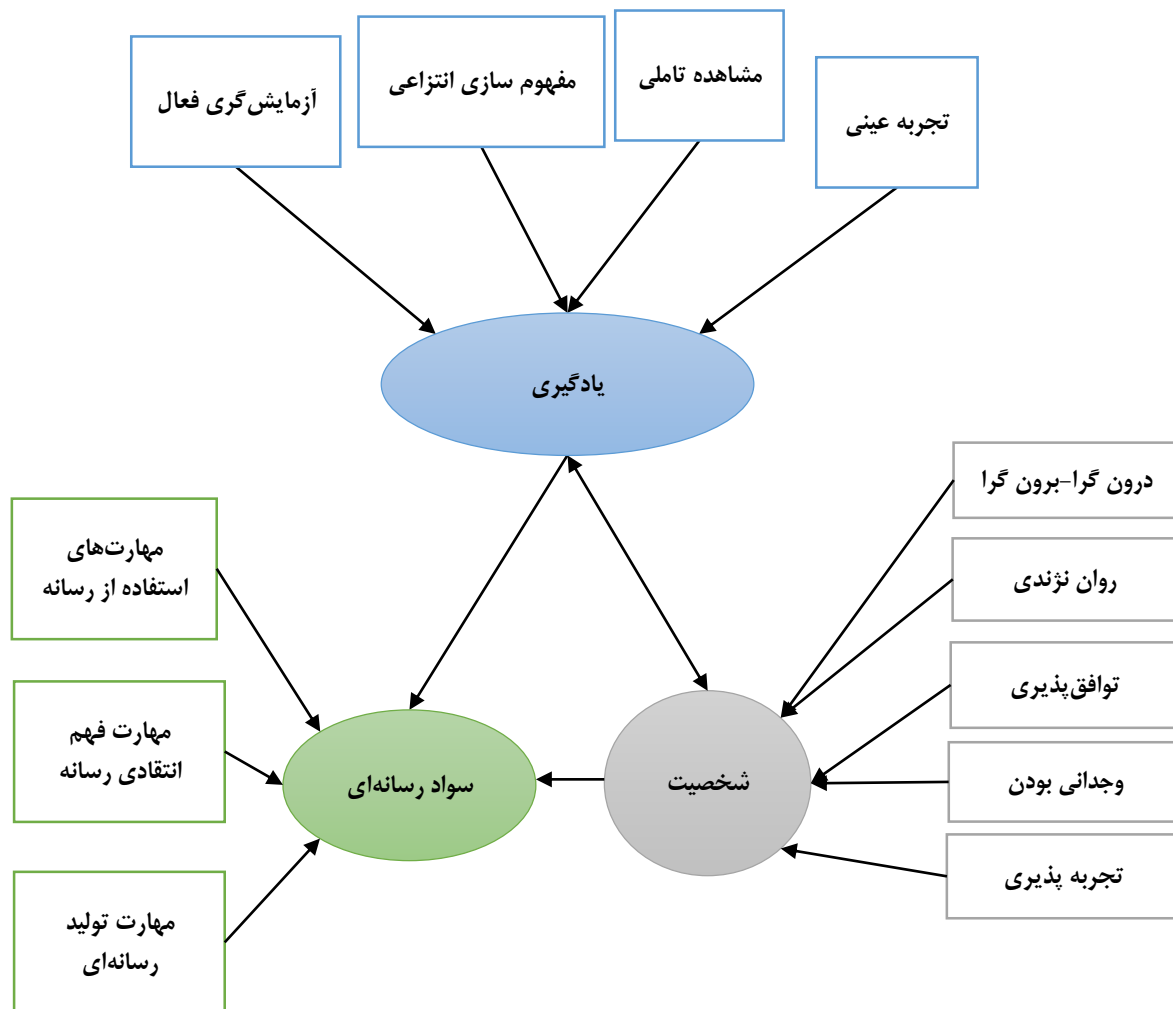 تجربه عینی
مشاهده تاملی
مفهوم سازی انتزاعی
آزمایش‌گری فعال
یادگیری
درون گرا-برون گرا
روان نژندی
توافق‌پذیری
وجدانی بودن
تجربه پذیری
شخصیت
سواد رسانه‌ای
مهارت‌های
استفاده از رسانه
مهارت فهم
انتقادی رسانه
مهارت تولید
رسانه‌ای